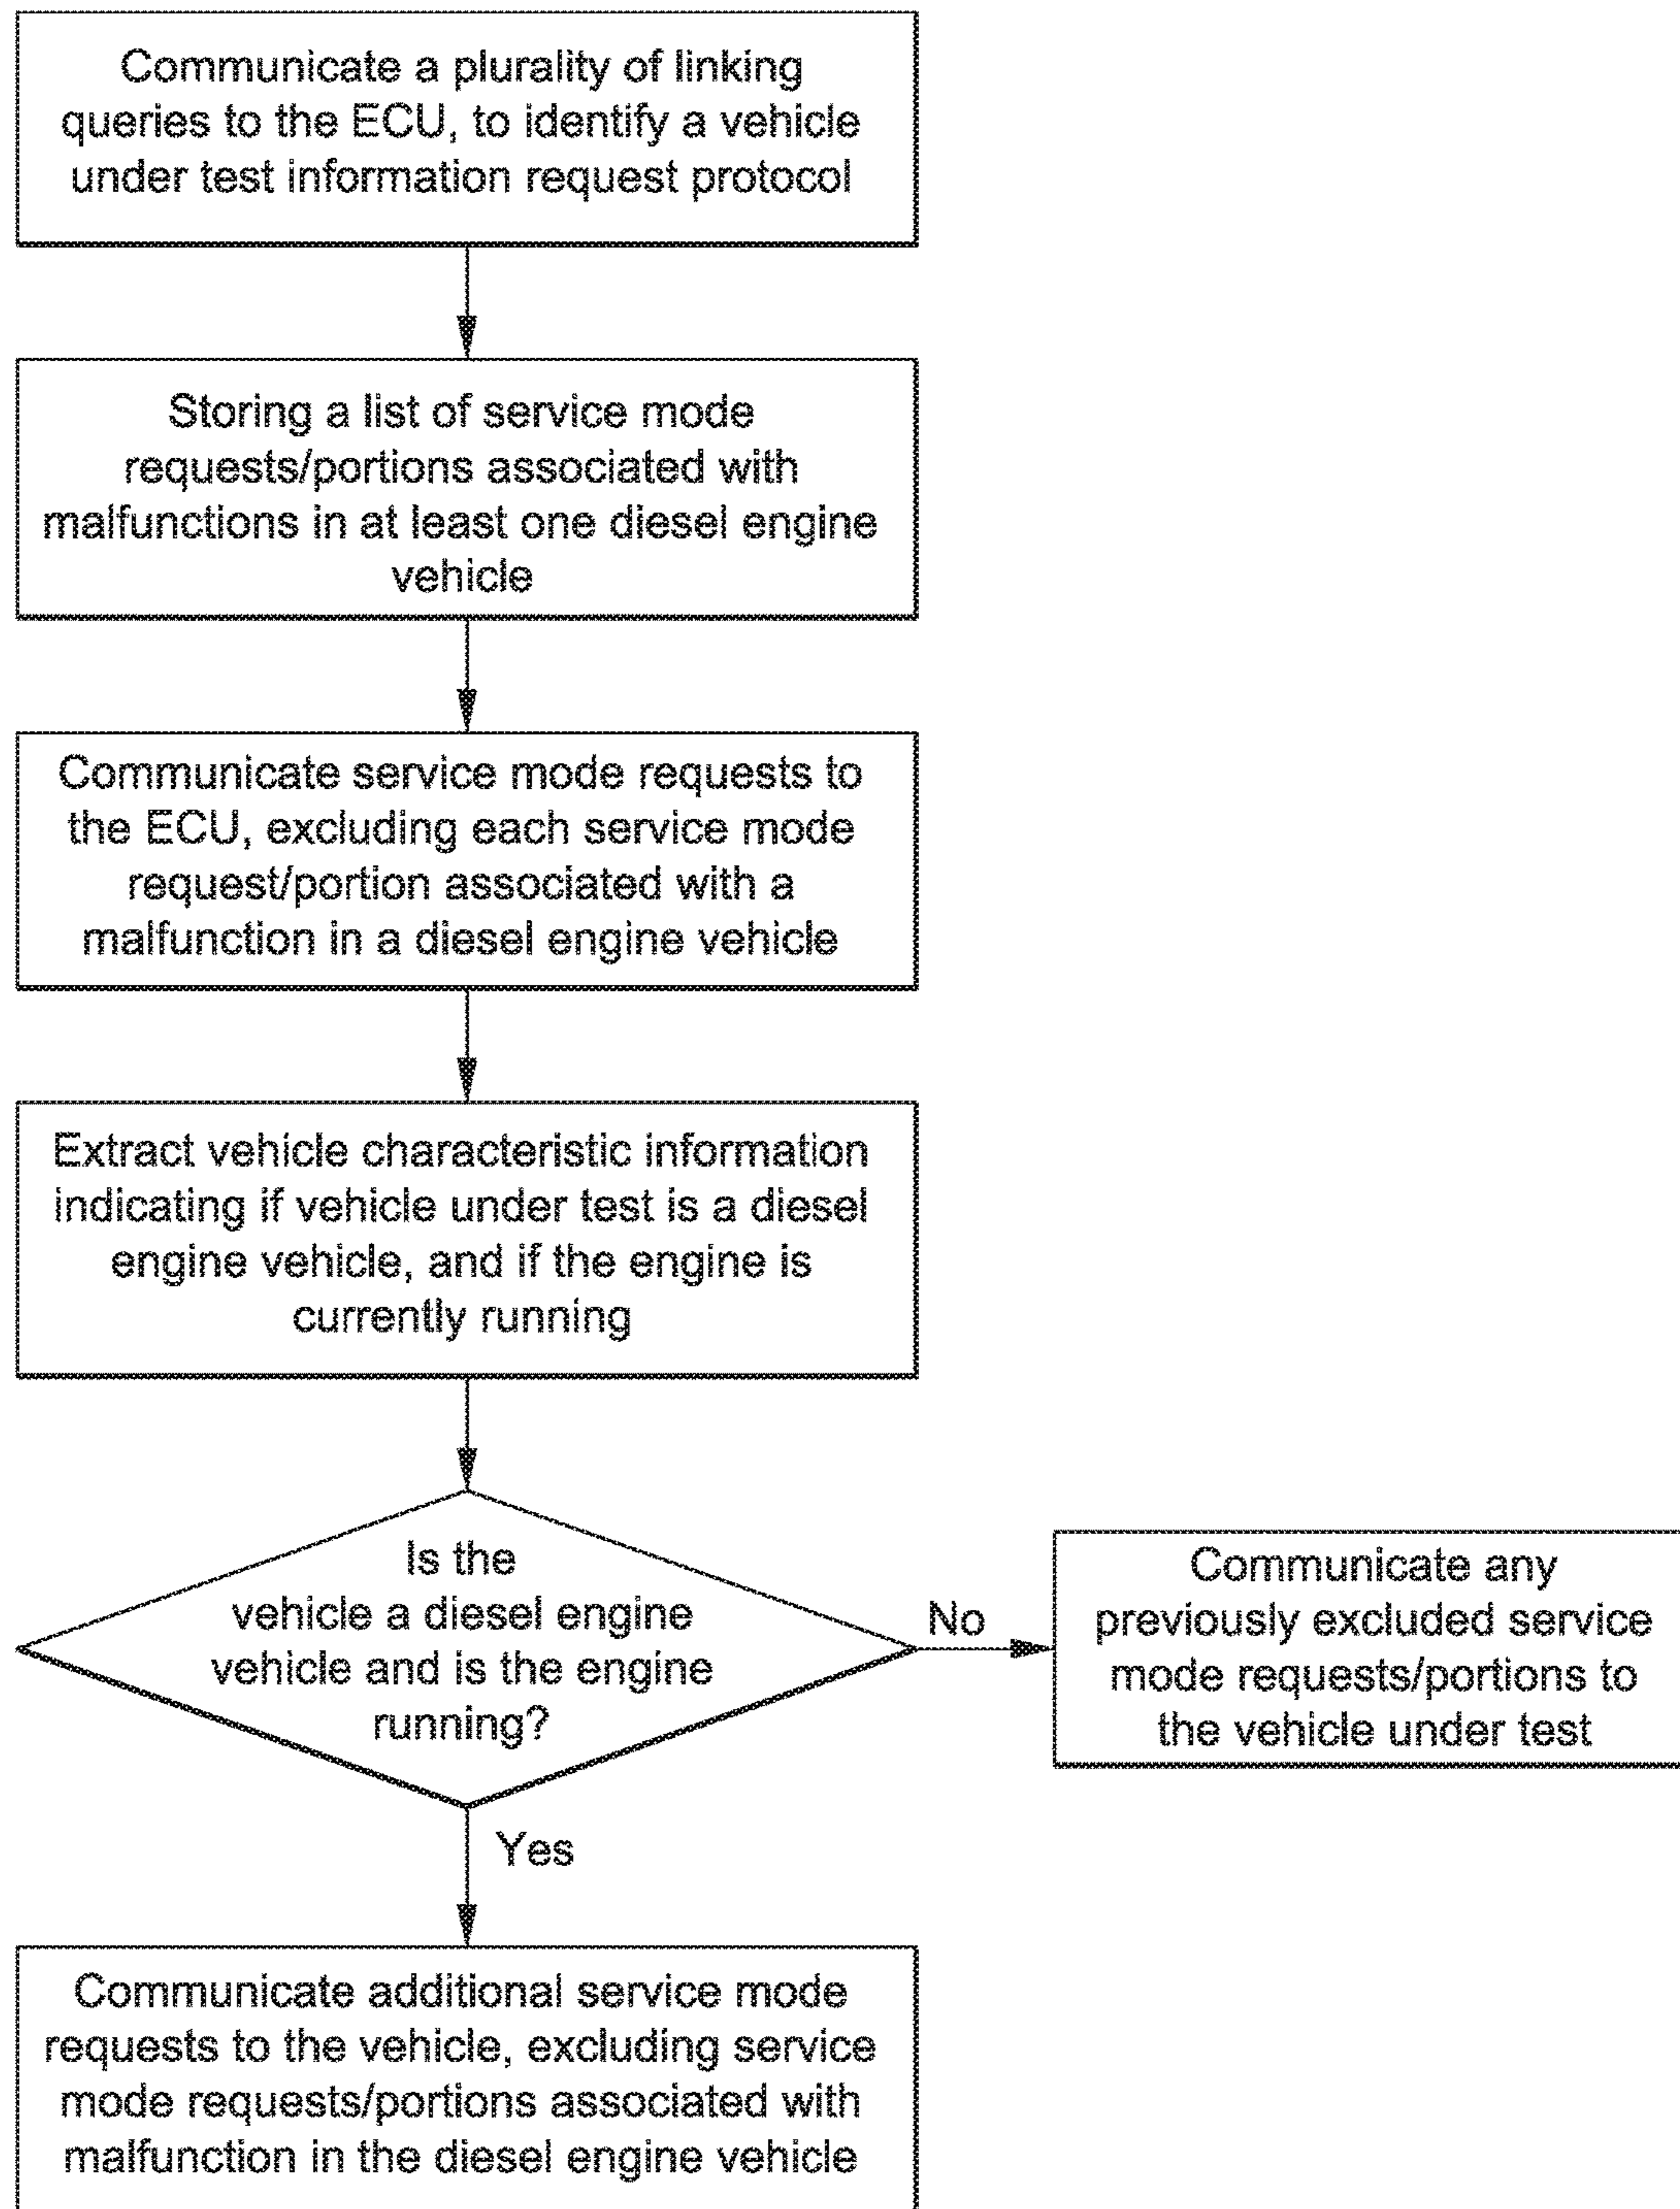 Communicate a plurality of linking
queries to the ECU, to identify a vehicle
under test information request protocol
Storing a list of service mode
requests/portions associated with
malfunctions in at least one diesel engine
vehicle
Communicate service mode requests to
the ECU, excluding each service mode
request/portion associated with a
malfunction in a diesel engine vehicle
Extract vehicle characteristic information
indicating if vehicle under test is a diesel
engine vehicle, and if the engine is
currently running
Is the
vehicle a diesel engine
vehicle and is the engine
running?
No
Communicate any
previously excluded service
mode requests/portions to
the vehicle under test
Yes
Communicate additional service mode
requests to the vehicle, excluding service
mode requests/portions associated with
malfunction in the diesel engine vehicle